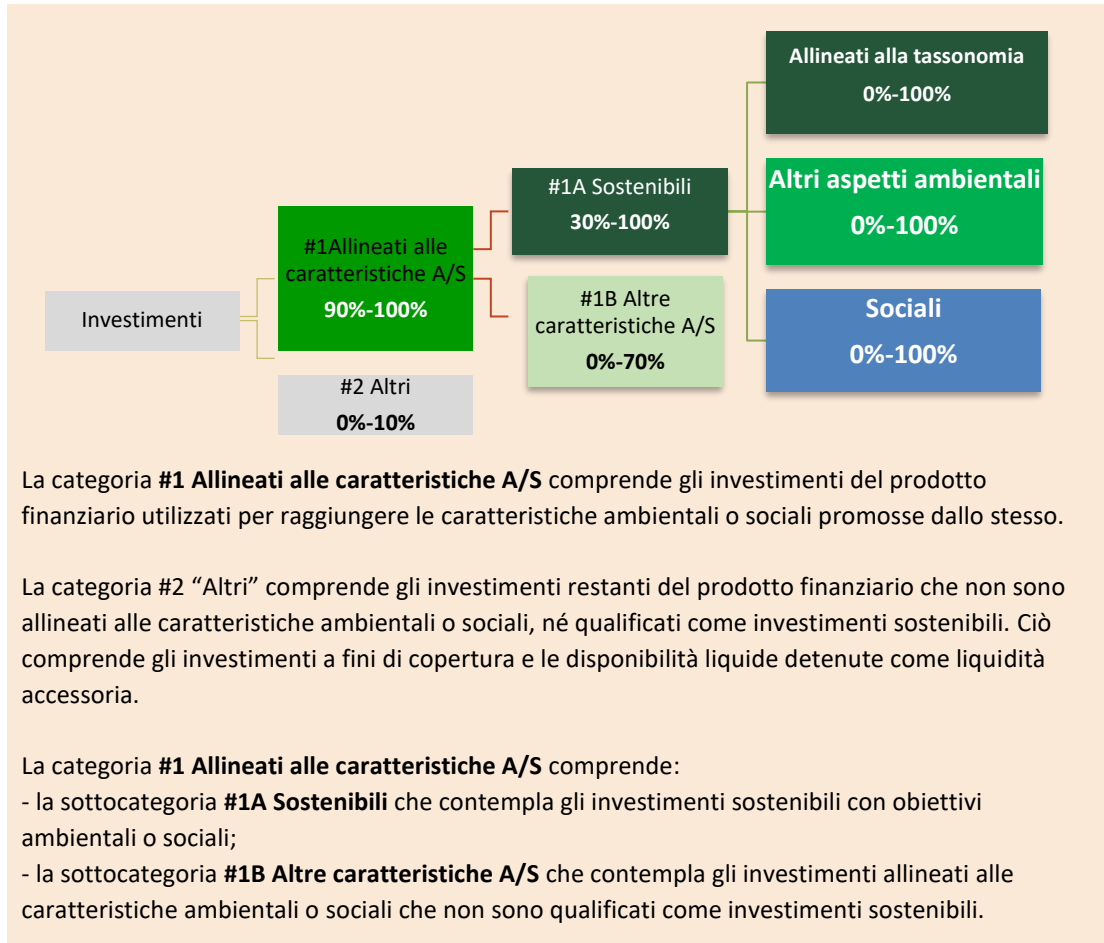 Investimenti
#1Allineati alle
caratteristiche A/S
90%-100%
#2 Altri
0%-10%
#1A Sostenibili
30%-100%
#1B Altre
caratteristiche A/S
0%-70%
Allineati alla tassonomia
0%-100%
Altri aspetti ambientali
0%-100%
Sociali
0%-100%
La categoria #1 Allineati alle caratteristiche A/S comprende gli investimenti del prodotto
finanziario utilizzati per raggiungere le caratteristiche ambientali o sociali promosse dallo stesso.
La categoria #2 “Altri” comprende gli investimenti restanti del prodotto finanziario che non sono
allineati alle caratteristiche ambientali o sociali, né qualificati come investimenti sostenibili. Ciò
comprende gli investimenti a fini di copertura e le disponibilità liquide detenute come liquidità
accessoria.
La categoria #1 Allineati alle caratteristiche A/S comprende:
- la sottocategoria #1A Sostenibili che contempla gli investimenti sostenibili con obiettivi
ambientali o sociali;
- la sottocategoria #1B Altre caratteristiche A/S che contempla gli investimenti allineati alle
caratteristiche ambientali o sociali che non sono qualificati come investimenti sostenibili.